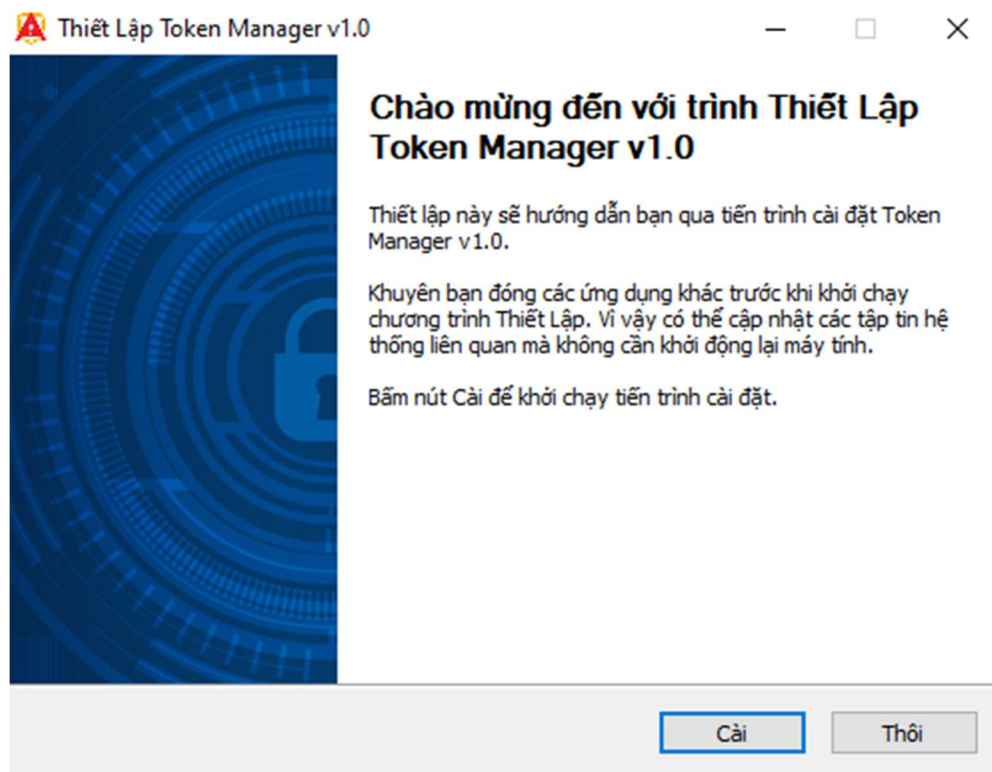 Thiết Lập Token Manager v1.0
Chào mừng đến với trình Thiết Lập
Token Manager v1.0
Thiết lập này sẽ hướng dẫn bạn qua tiến trình cài đặt Token
Manager v1.0.
Khuyên bạn đóng các ứng dụng khác trước khi khởi chạy
chương trình Thiết Lập. Vì vậy có thể cập nhật các tập tin hệ
thống liên quan mà không cần khởi động lại máy tính.
Bấm nút Cài để khởi chạy tiến trình cài đặt.
Cài
Thôi